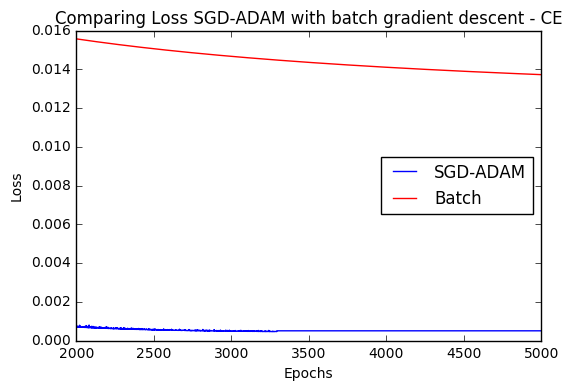 Comparing Loss SGD-ADAM with batch gradient descent - CE
0.016
0.014
0.012
0.010
0.008
0.006
0.004
0.002
0.000
Loss
SGD-ADAM
Batch
2000 2500 3000 3500 4000 4500 5000
Epochs